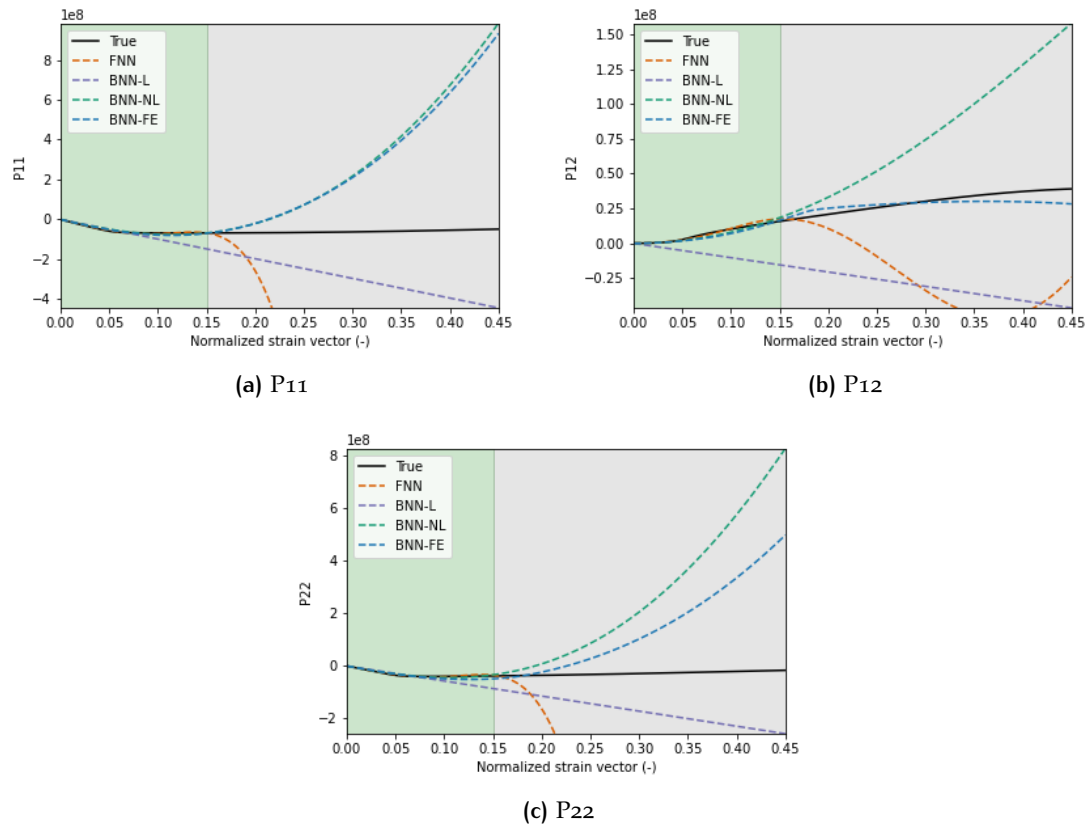 1e8
True
FNN
BNN-L
BNN-NL
BNN-FE
P11
8
6
4
2
0
−2
−4
0.00 0.05 0.10 0.15 0.20 0.25 0.30 0.35 0.40 0.45
Normalized strain vector (-)
(a) P11
1e8
True
FNN
BNN-L
BNN-NL
BNN-FE
P12
1.50
1.25
1.00
0.75
0.50
0.25
0.00
−0.25
0.00 0.05 0.10 0.15 0.20 0.25 0.30 0.35 0.40 0.45
Normalized strain vector (-)
(b) P12
1e8
True
FNN
BNN-L
BNN-NL
BNN-FE
P22
8
6
4
2
0
−2
0.00 0.05 0.10 0.15 0.20 0.25 0.30 0.35 0.40 0.45
Normalized strain vector (-)
(c) P22